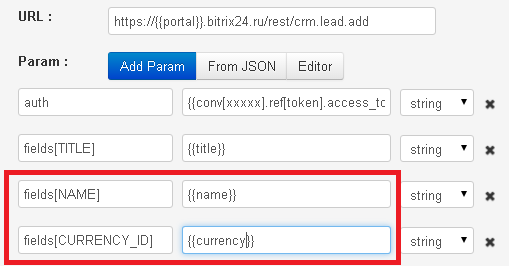 URL : https://{{portal}}.bitrix24.ru/rest/crm.lead.add
Param : Add Param From JSON Editor
auth {{conv[xxxxx].ref[token].access_to string
fields[TITLE] {{title}} string
fields[NAME] {{name}} string
fields[CURRENCY_ID] {{currency}} string